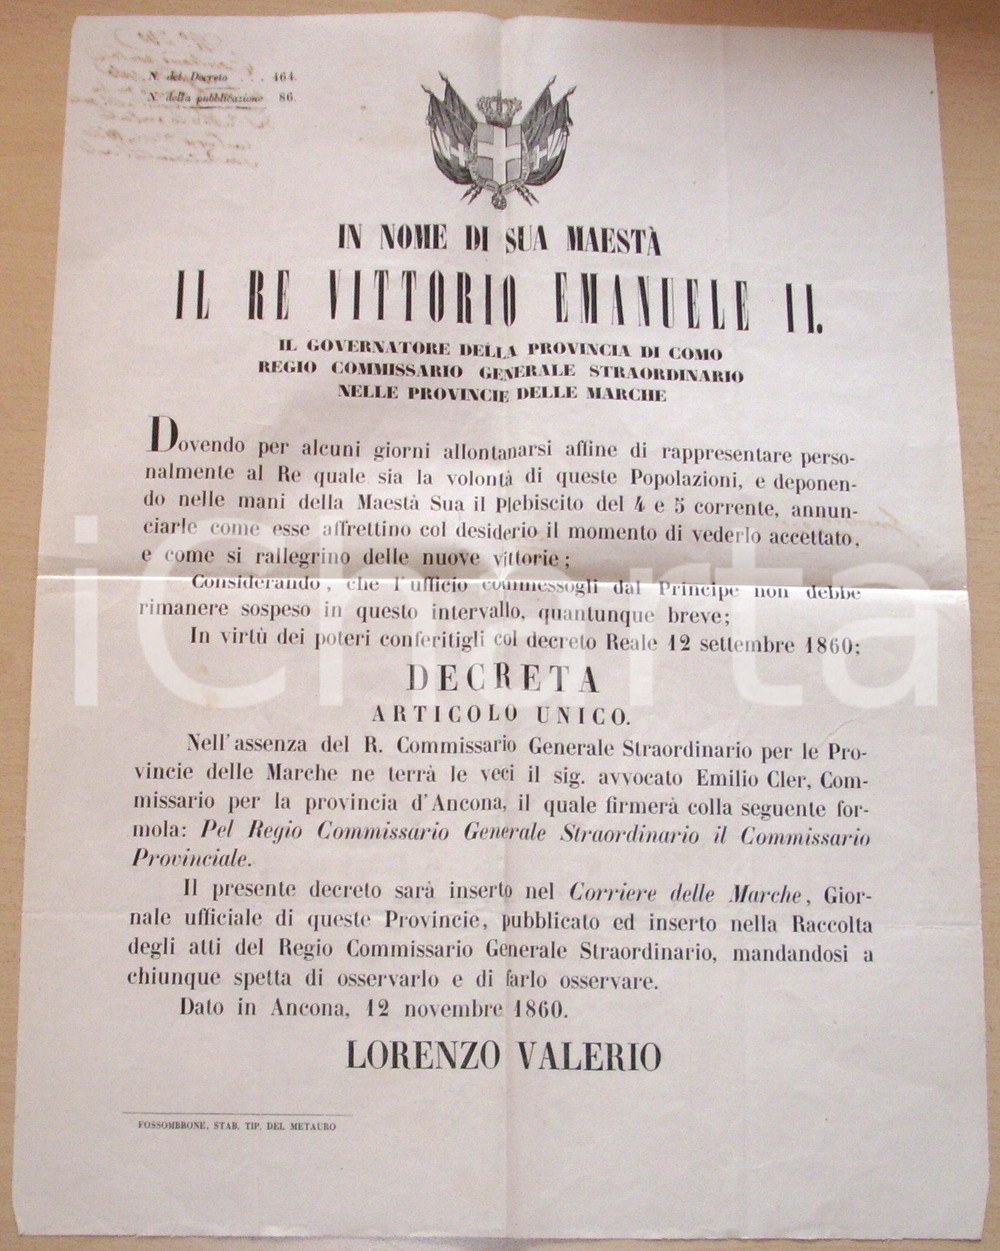 N. del Decreto . . . 464.
N. della pubblicazione 86.
IN NOME DI SUA MAESTÀ
IL RE VITTORIO EMANUELE II.
IL GOVERNATORE DELLA PROVINCIA DI COMO
REGIO COMMISSARIO GENERALE STRAORDINARIO
NELLE PROVINCIE DELLE MARCHE
Dovendo per alcuni giorni allontanarsi affine di rappresentare perso-
nalmente al Re quale sia la volontà di queste Popolazioni, e deponen-
do nelle mani della Maestà Sua il Plebiscito del 4 e 5 corrente, annun-
ciarle come esse affrettino col desiderio il momento di vederlo accettato,
e come si rallegrino delle nuove vittorie;
Considerando, che l'ufficio commessogli dal Principe non debbe
rimanere sospeso in questo intervallo, quantunque breve;
In virtù dei poteri conferitigli col decreto Reale 12 settembre 1860;
DECRETA
ARTICOLO UNICO.
Nell'assenza del R. Commissario Generale Straordinario per le Pro-
vincie delle Marche ne terrà le veci il sig. avvocato Emilio Cler, Com-
missario per la provincia d'Ancona, il quale firmerà colla seguente for-
mola: Pel Regio Commissario Generale Straordinario il Commissario
Provinciale.
Il presente decreto sarà inserto nel Corriere delle Marche, Gior-
nale ufficiale di queste Provincie, pubblicato ed inserto nella Raccolta
degli atti del Regio Commissario Generale Straordinario, mandandosi a
chiunque spetta di osservarlo e di farlo osservare.
Dato in Ancona, 12 novembre 1860.
LORENZO VALERIO
FOSSOMBRONE, STAB. TIP. DEL METAURO
iCharta